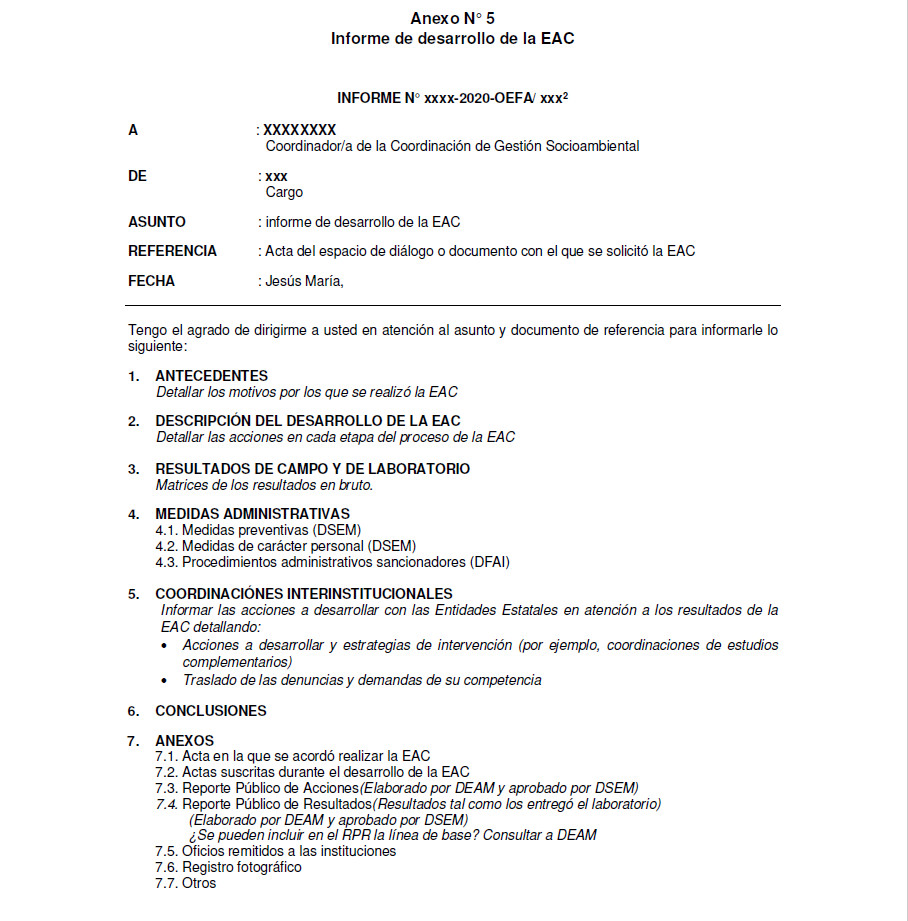 Anexo N° 5
Informe de desarrollo de la EAC
INFORME N° xxxx-2020-OEFA/ xxx²
A : XXXXXXXX
Coordinador/a de la Coordinación de Gestión Socioambiental
DE : xxx
Cargo
ASUNTO : informe de desarrollo de la EAC
REFERENCIA : Acta del espacio de diálogo o documento con el que se solicitó la EAC
FECHA : Jesús María,
Tengo el agrado de dirigirme a usted en atención al asunto y documento de referencia para informarle lo
siguiente:
1. ANTECEDENTES
Detallar los motivos por los que se realizó la EAC
2. DESCRIPCIÓN DEL DESARROLLO DE LA EAC
Detallar las acciones en cada etapa del proceso de la EAC
3. RESULTADOS DE CAMPO Y DE LABORATORIO
Matrices de los resultados en bruto.
4. MEDIDAS ADMINISTRATIVAS
4.1. Medidas preventivas (DSEM)
4.2. Medidas de carácter personal (DSEM)
4.3. Procedimientos administrativos sancionadores (DFAI)
5. COORDINACIÓNES INTERINSTITUCIONALES
Informar las acciones a desarrollar con las Entidades Estatales en atención a los resultados de la
EAC detallando:
• Acciones a desarrollar y estrategias de intervención (por ejemplo, coordinaciones de estudios
complementarios)
• Traslado de las denuncias y demandas de su competencia
6. CONCLUSIONES
7. ANEXOS
7.1. Acta en la que se acordó realizar la EAC
7.2. Actas suscritas durante el desarrollo de la EAC
7.3. Reporte Público de Acciones(Elaborado por DEAM y aprobado por DSEM)
7.4. Reporte Público de Resultados(Resultados tal como los entregó el laboratorio)
(Elaborado por DEAM y aprobado por DSEM)
¿Se pueden incluir en el RPR la línea de base? Consultar a DEAM
7.5. Oficios remitidos a las instituciones
7.6. Registro fotográfico
7.7. Otros